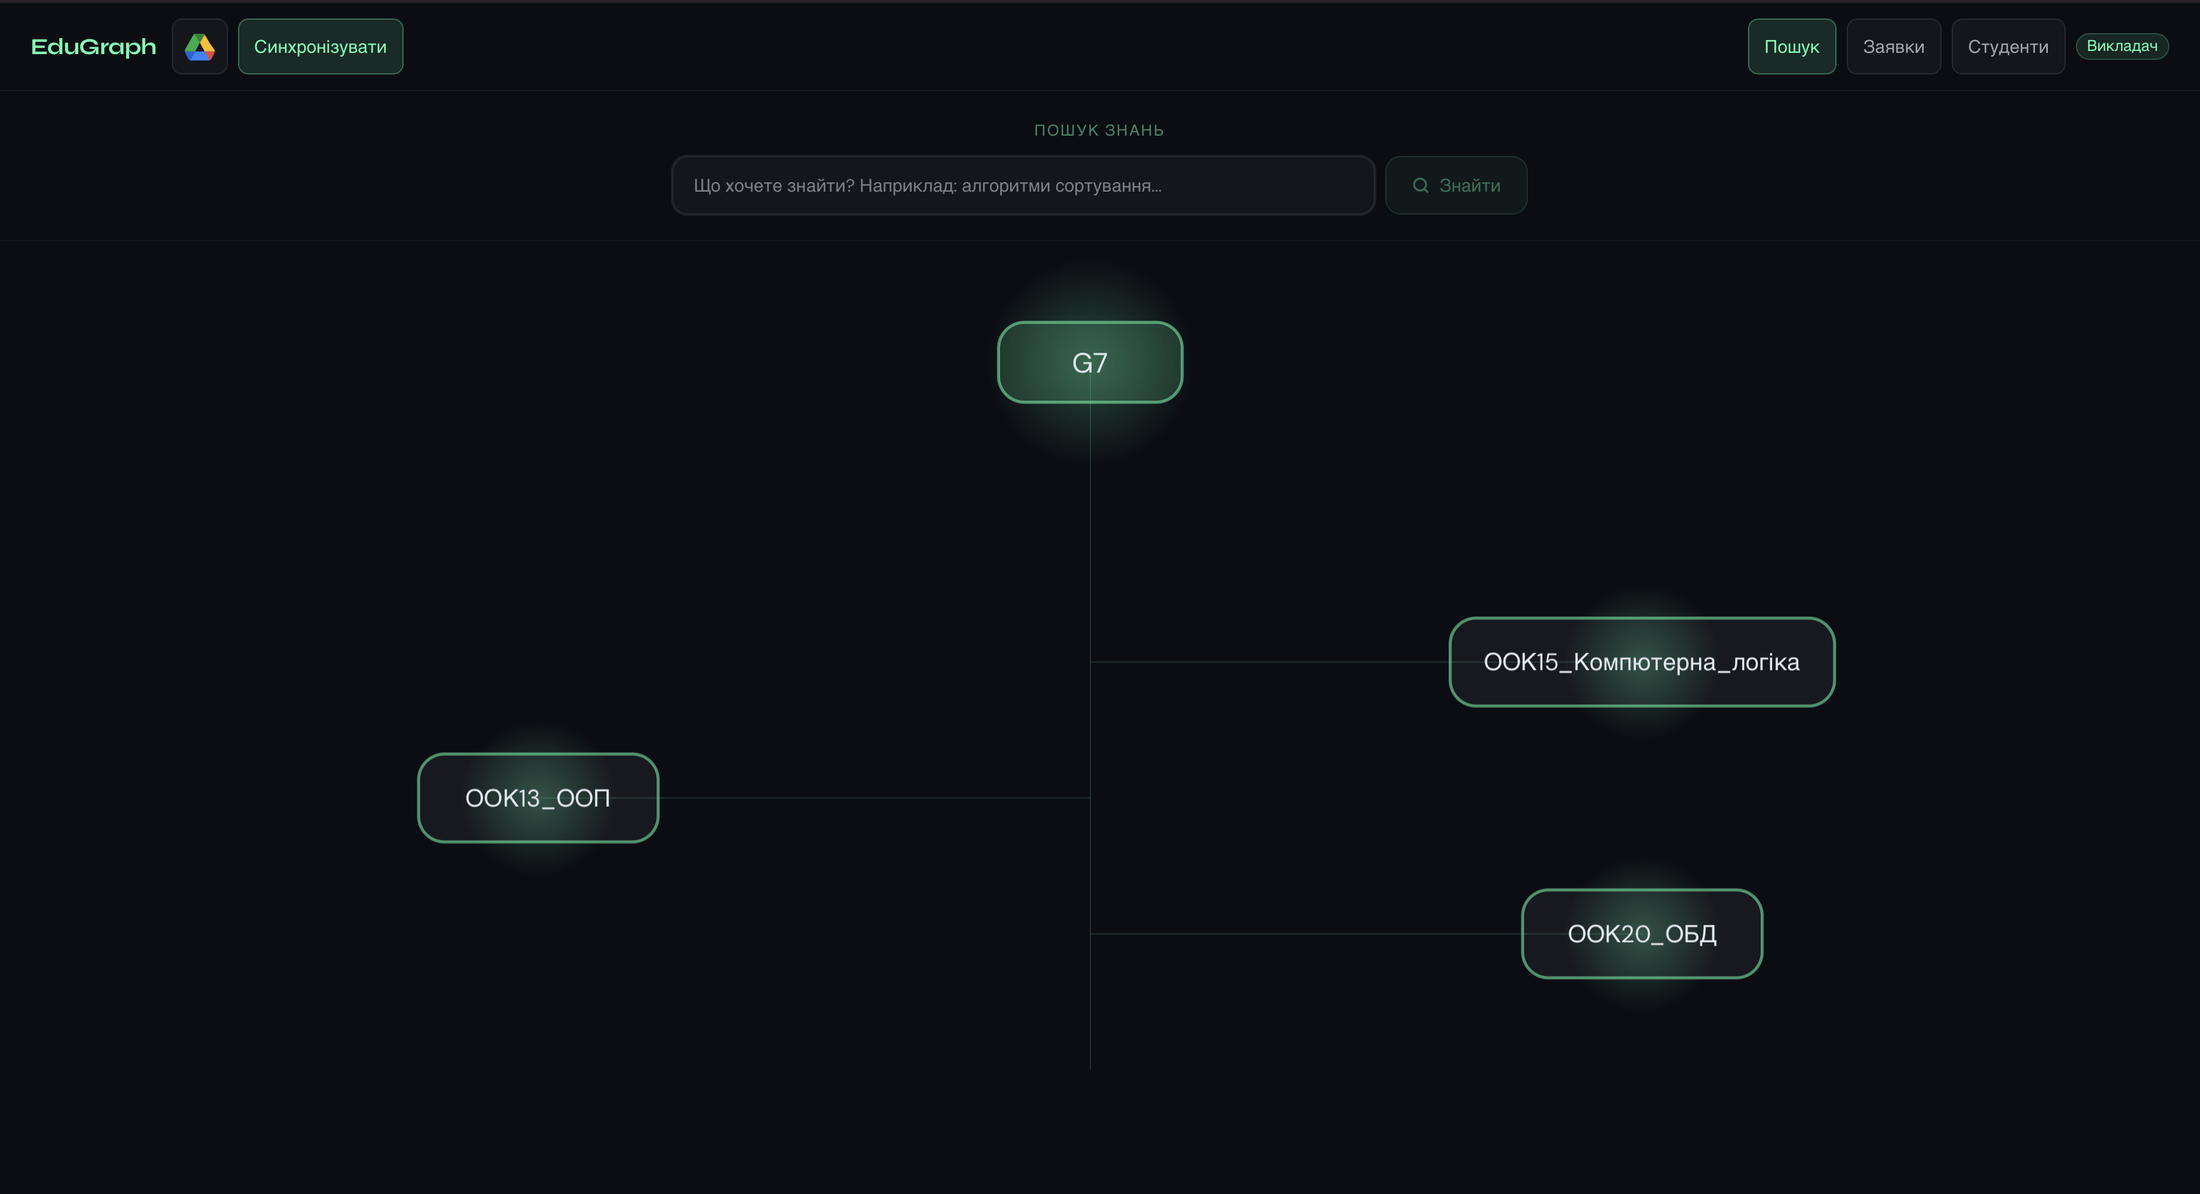 EduGraph
Синхронізувати
Пошук
Заявки
Студенти
Викладач
ПОШУК ЗНАНЬ
Що хочете знайти? Наприклад: алгоритми сортування...
Знайти
G7
ООК15_Компютерна_логіка
ООК13_ООП
ООК20_ОБД